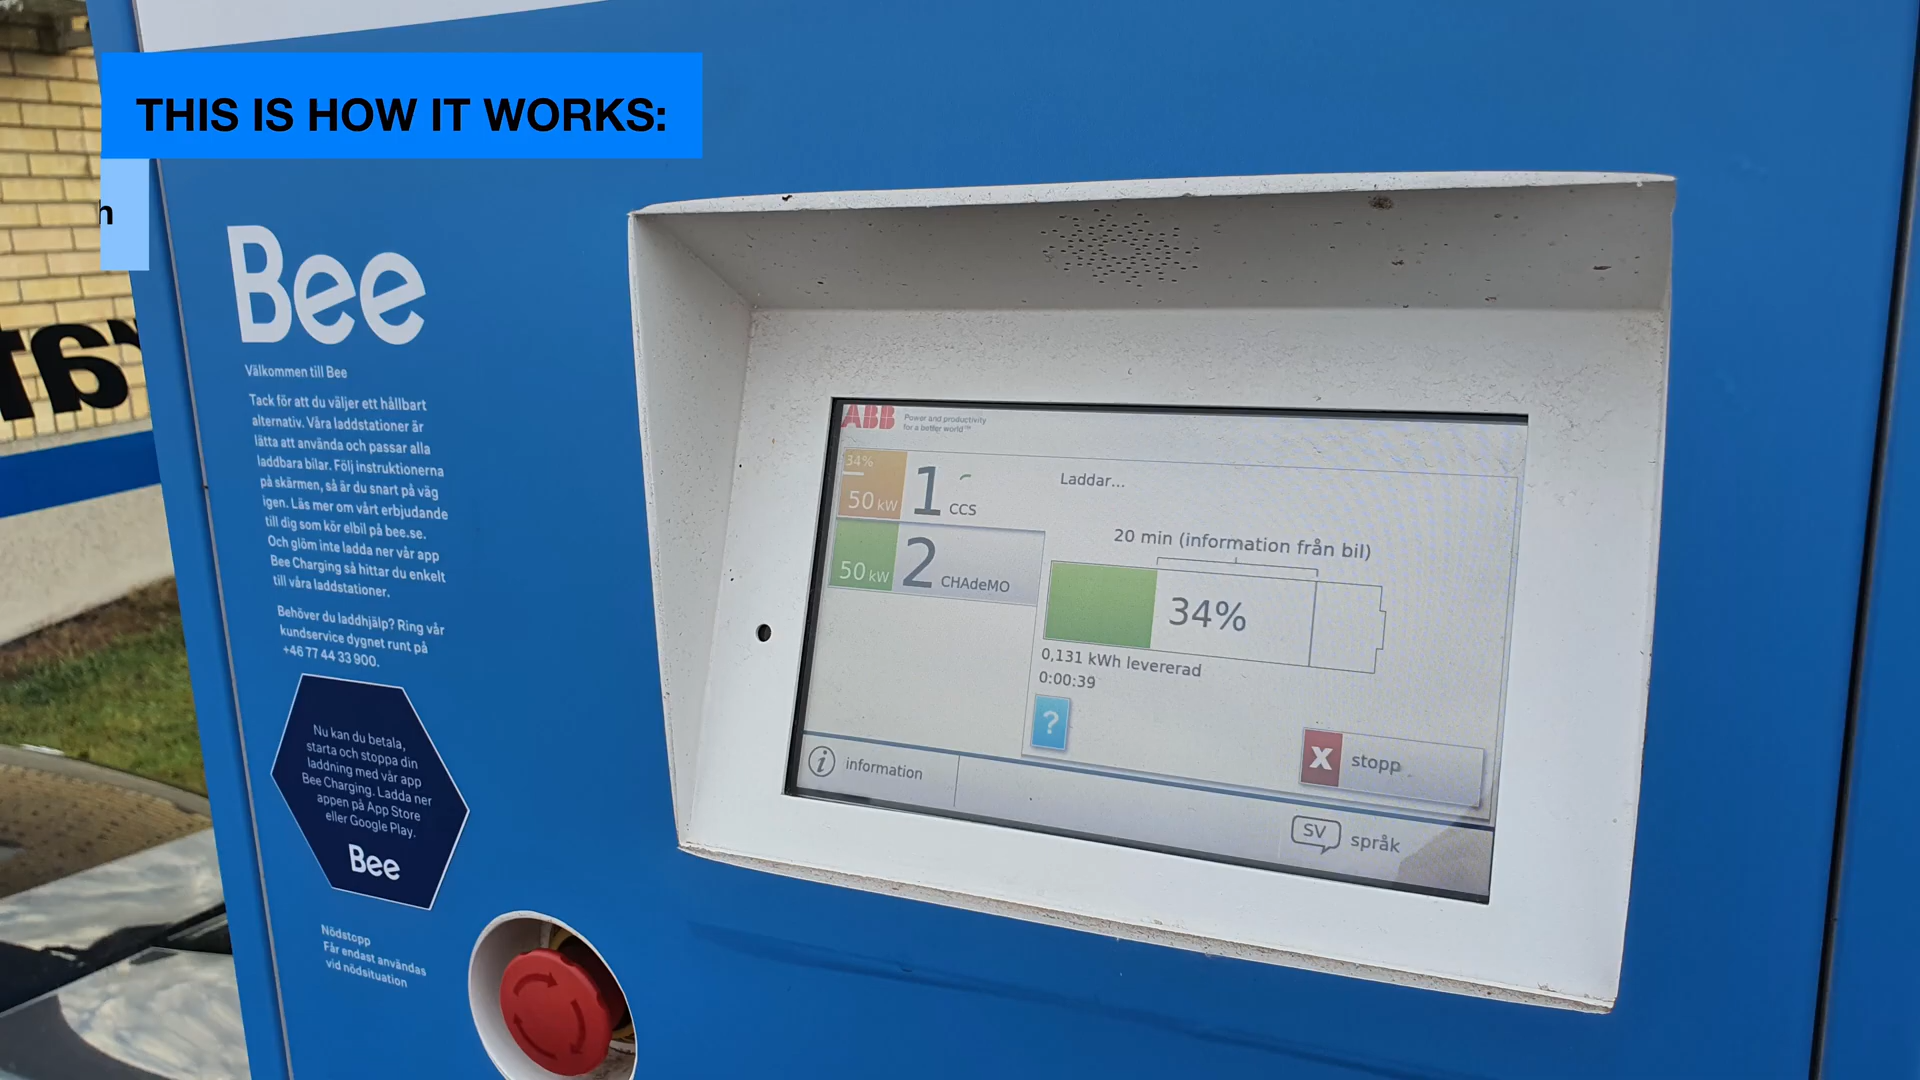 THIS IS HOW IT WORKS:
h
Bee
Välkommen till Bee
Tack för att du väljer ett hållbart
alternativ. Våra laddstationer är
lätta att använda och passar alla
laddbara bilar. Följ instruktionerna
på skärmen, så är du snart på väg
igen. Läs mer om vårt erbjudande
till dig som kör elbil på bee.se.
Och glöm inte ladda ner vår app
Bee Charging så hittar du enkelt
till våra laddstationer.
Behöver du laddhjälp? Ring vår
kundservice dygnet runt på
+46 77 44 33 900.
Nu kan du betala,
starta och stoppa din
laddning med vår app
Bee Charging. Ladda ner
appen på App Store
eller Google Play.
Bee
Nödstopp
Får endast användas
vid nödsituation
ABB
Power and productivity
for a better world™
34%
50 kW
1 CCS
50 kW
2 CHAdeMO
Laddar...
20 min (information från bil)
34%
0,131 kWh levererad
0:00:39
?
X stopp
i information
SV språk